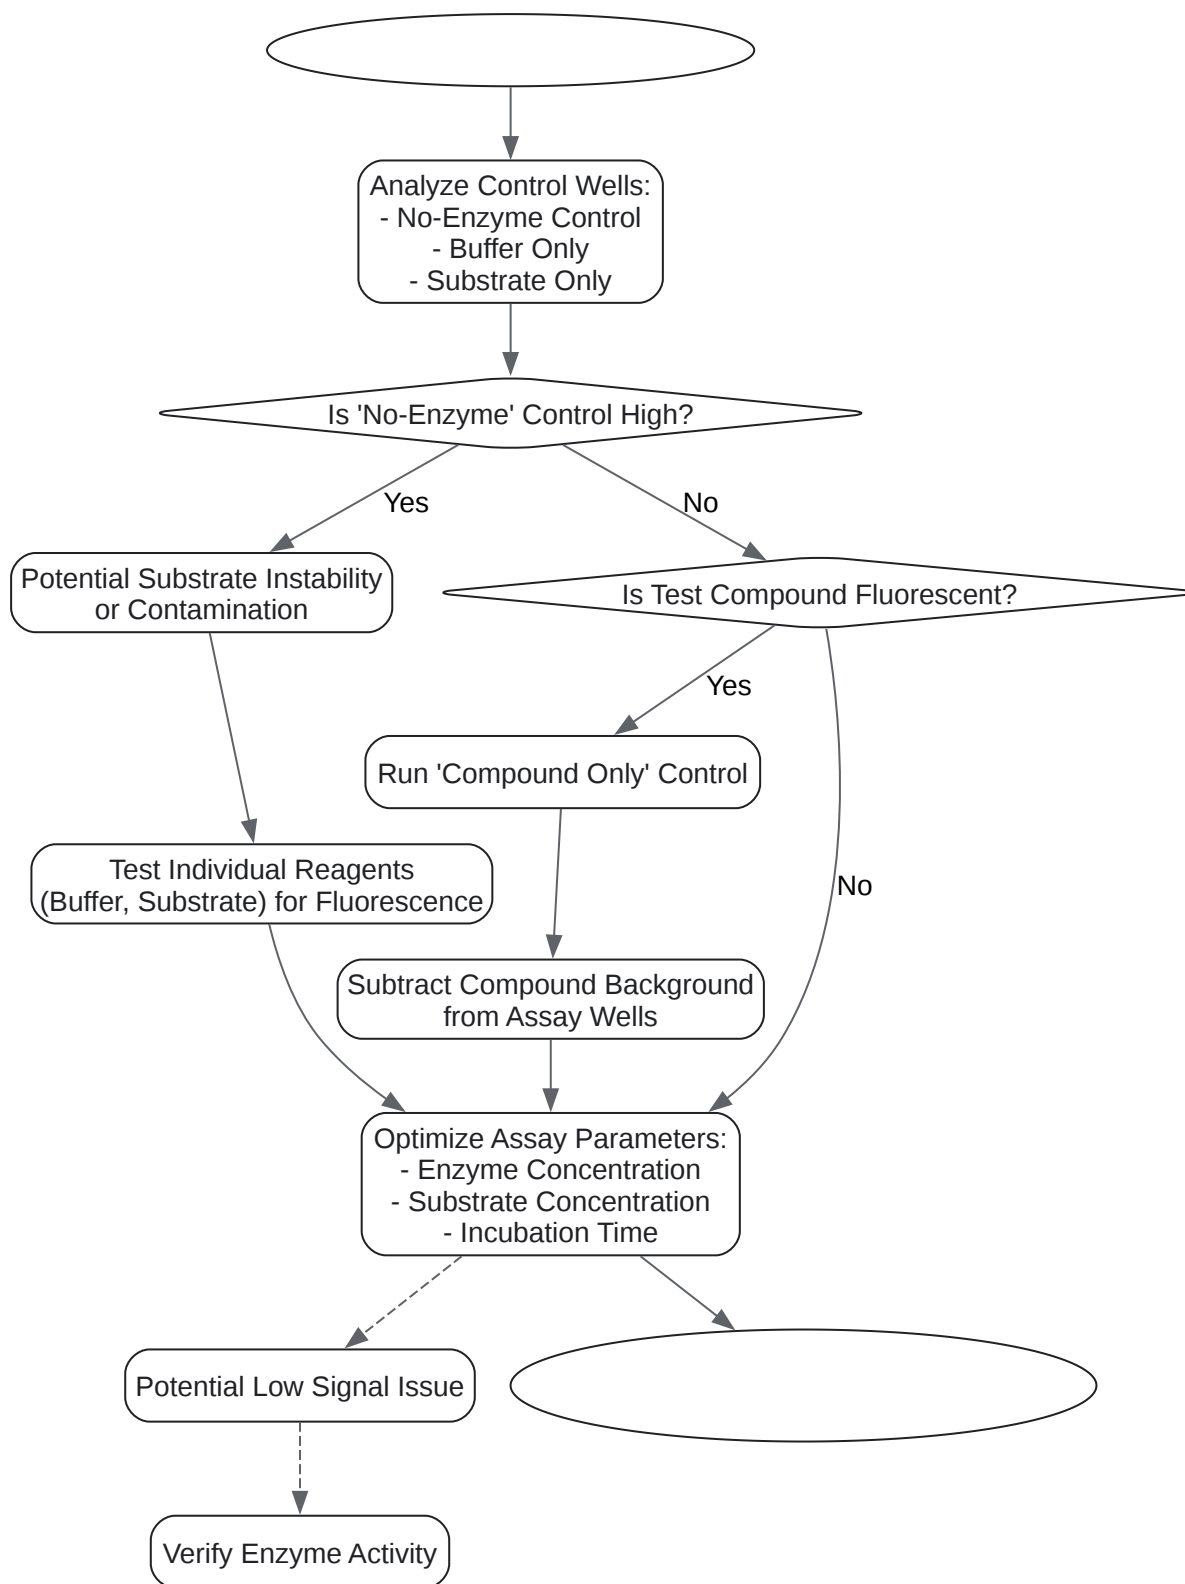 Analyze Control Wells:
- No-Enzyme Control
- Buffer Only
- Substrate Only
Is 'No-Enzyme' Control High?
Yes
No
Potential Substrate Instability
or Contamination
Is Test Compound Fluorescent?
Yes
Run 'Compound Only' Control
Test Individual Reagents
(Buffer, Substrate) for Fluorescence
No
Subtract Compound Background
from Assay Wells
Optimize Assay Parameters:
- Enzyme Concentration
- Substrate Concentration
- Incubation Time
Potential Low Signal Issue
Verify Enzyme Activity